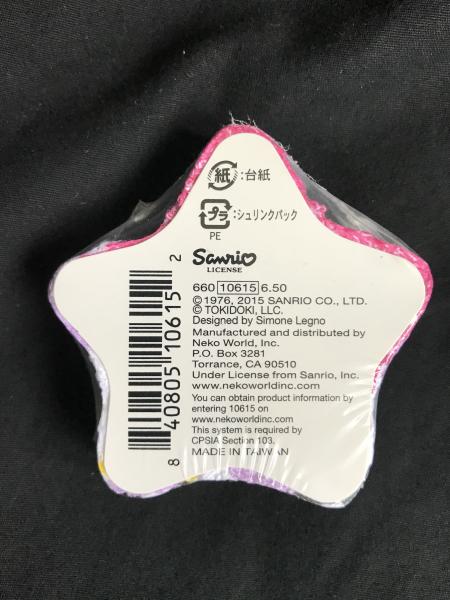 紙:台紙
プラ:シュリンクパック
PE
Sanrio
LICENSE
660 10615 6.50
©1976, 2015 SANRIO CO., LTD.
© TOKIDOKI, LLC.
Designed by Simone Legno
Manufactured and distributed by
Neko World, Inc.
P.O. Box 3281
Torrance, CA 90510
Under License from Sanrio, Inc.
www.nekoworldinc.com
You can obtain product information by
entering 10615 on
www.nekoworldinc.com
This system is required by
CPSIA Section 103.
MADE IN TAIWAN
8 40805 10615 2